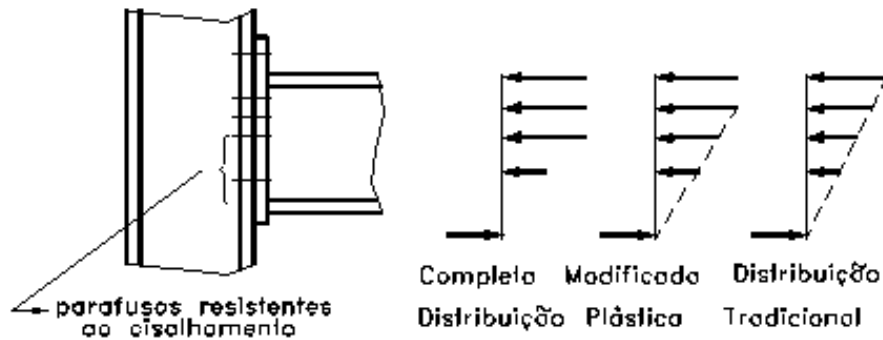 parafusos resistentes
ao cisalhamento
Completa Modificada Distribuição
Distribuição Plástica Tradicional